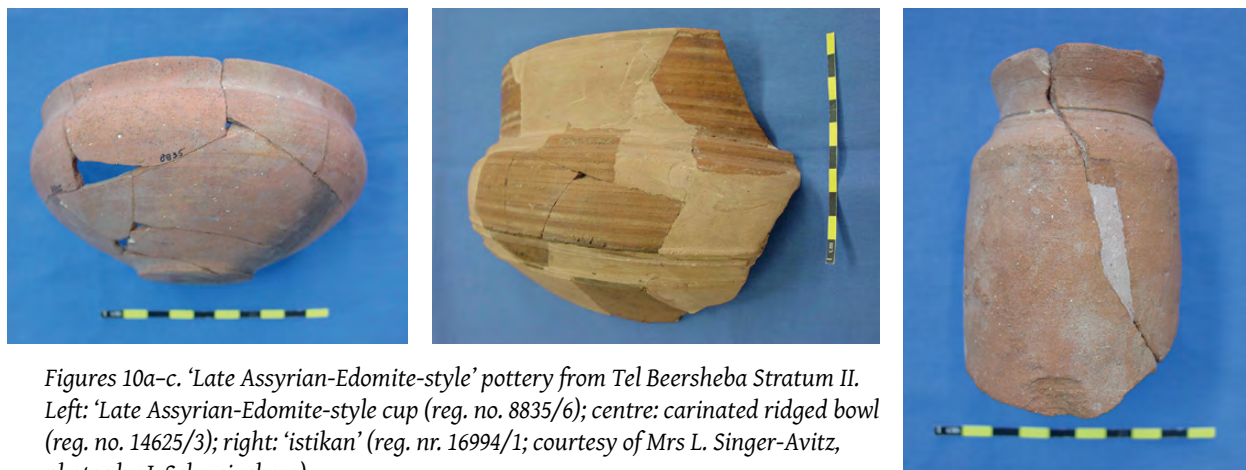 8835
Figures 10a–c. ‘Late Assyrian-Edomite-style’ pottery from Tel Beersheba Stratum II.
Left: ‘Late Assyrian-Edomite-style cup (reg. no. 8835/6); centre: carinated ridged bowl
(reg. no. 14625/3); right: ‘istikan’ (reg. nr. 16994/1; courtesy of Mrs L. Singer-Avitz,